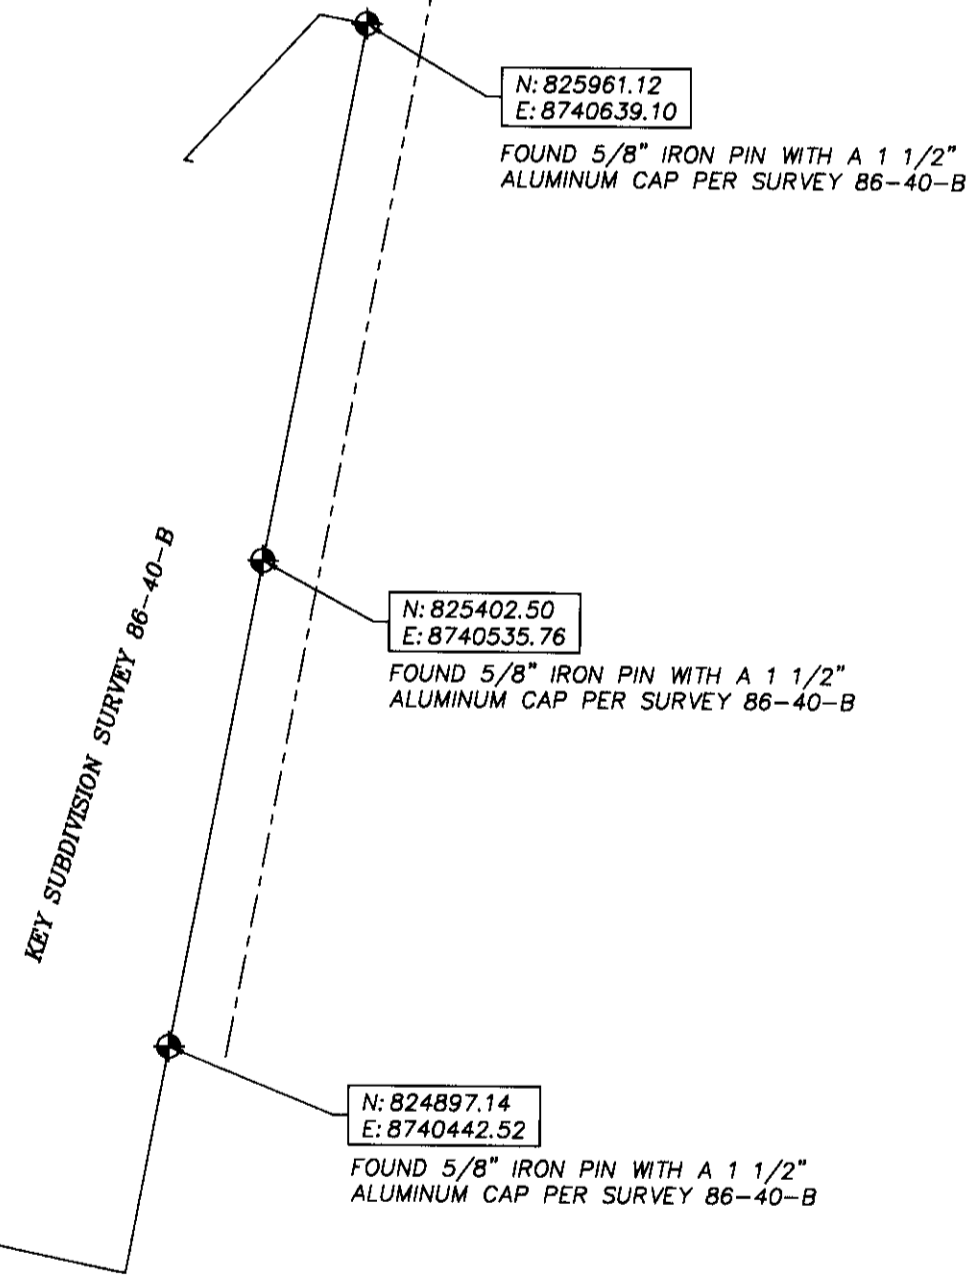 N: 825961.12
E: 8740639.10
FOUND 5/8" IRON PIN WITH A 1 1/2"
ALUMINUM CAP PER SURVEY 86-40-B
KEY SUBDIVISION SURVEY 86-40-B
N: 825402.50
E: 8740535.76
FOUND 5/8" IRON PIN WITH A 1 1/2"
ALUMINUM CAP PER SURVEY 86-40-B
N: 824897.14
E: 8740442.52
FOUND 5/8" IRON PIN WITH A 1 1/2"
ALUMINUM CAP PER SURVEY 86-40-B